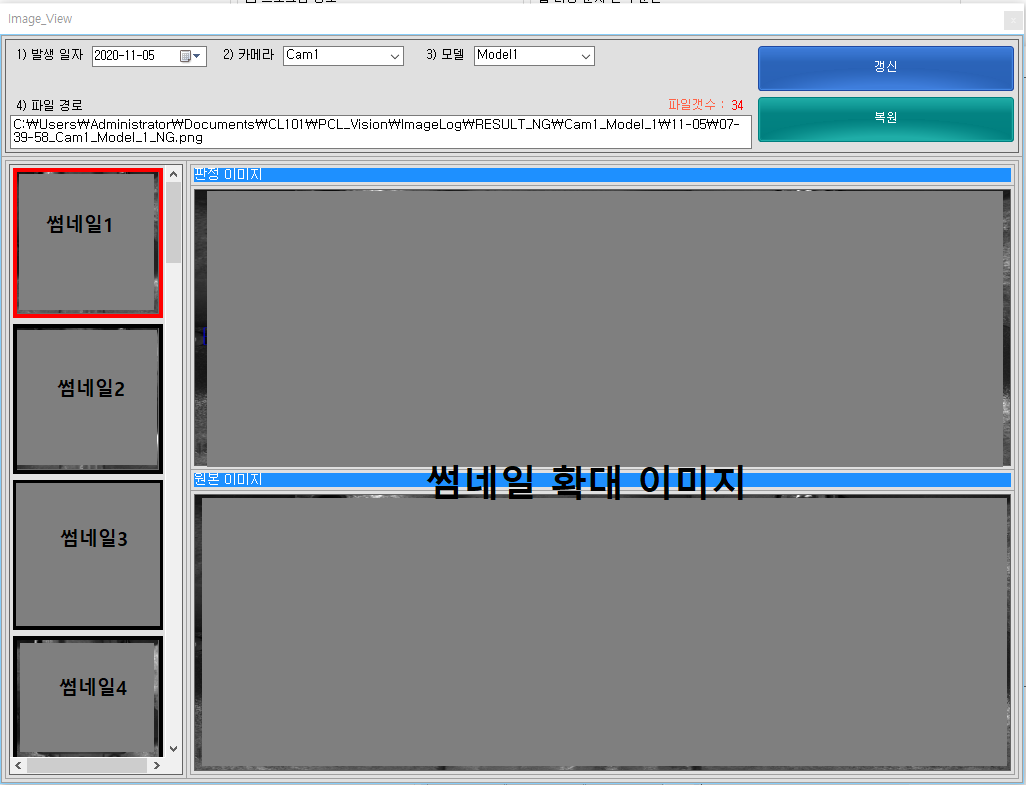 Image_View
1) 발생 일자 2020-11-05 2) 카메라 Cam1 3) 모델 Model1
갱신
4) 파일 경로 파일갯수 : 34
복원
C:₩Users₩Administrator₩Documents₩CL101₩PCL_Vision₩ImageLog₩RESULT_NG₩Cam1_Model_1₩11-05₩07-
39-58_Cam1_Model_1_NG.png
판정 이미지
썸네일1
썸네일2
원본 이미지
썸네일 확대 이미지
썸네일3
썸네일4